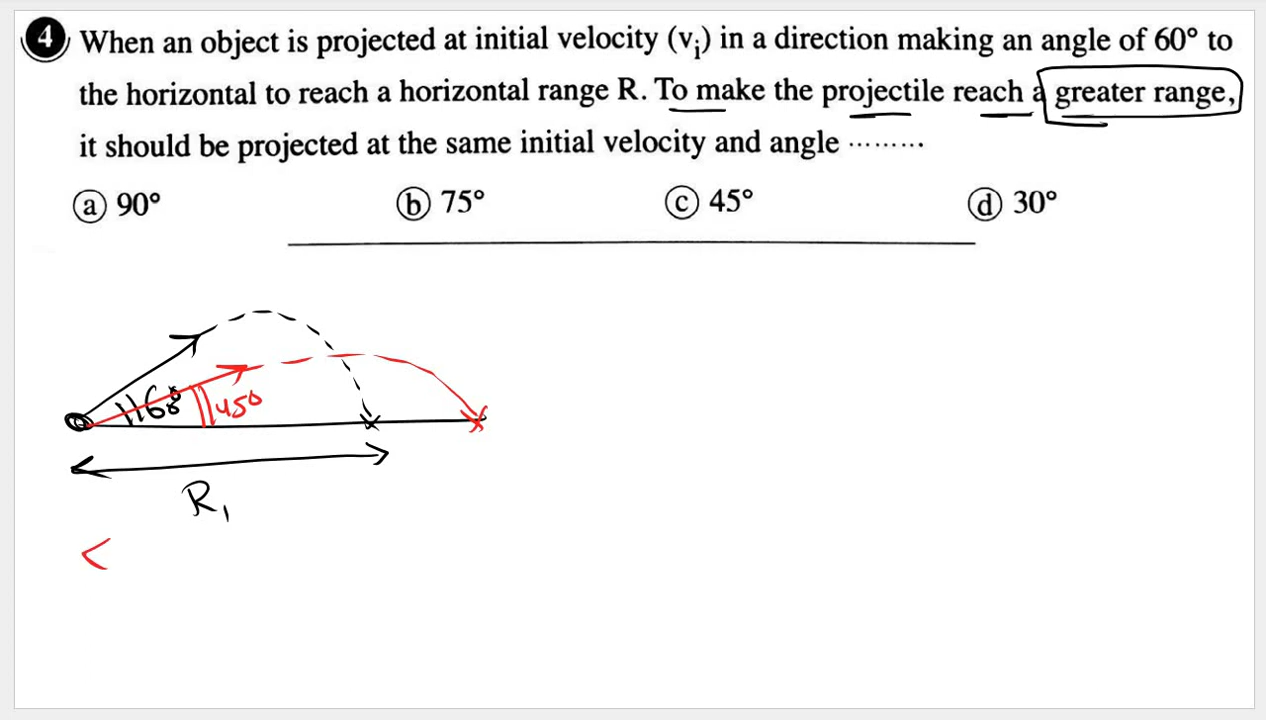 4 When an object is projected at initial velocity (vᵢ) in a direction making an angle of 60° to
the horizontal to reach a horizontal range R. To make the projectile reach a greater range,
it should be projected at the same initial velocity and angle ·········
ⓐ 90° ⓑ 75° ⓒ 45° ⓓ 30°
45°
R₁
<